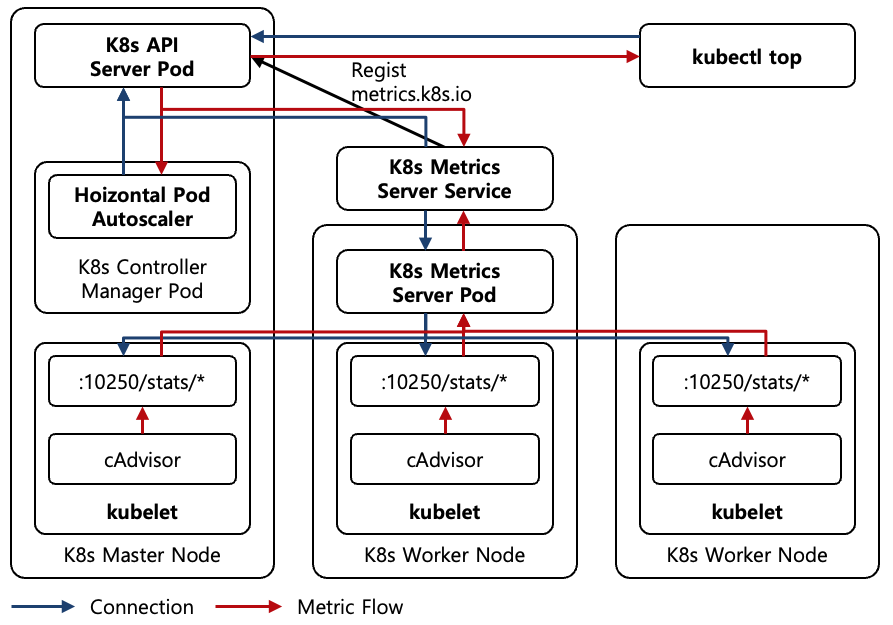 K8s API
Server Pod
kubectl top
Regist
metrics.k8s.io
K8s Metrics
Server Service
Hoizontal Pod
Autoscaler
K8s Controller
Manager Pod
K8s Metrics
Server Pod
:10250/stats/*
:10250/stats/*
:10250/stats/*
cAdvisor
cAdvisor
cAdvisor
kubelet
kubelet
kubelet
K8s Master Node
K8s Worker Node
K8s Worker Node
Connection
Metric Flow